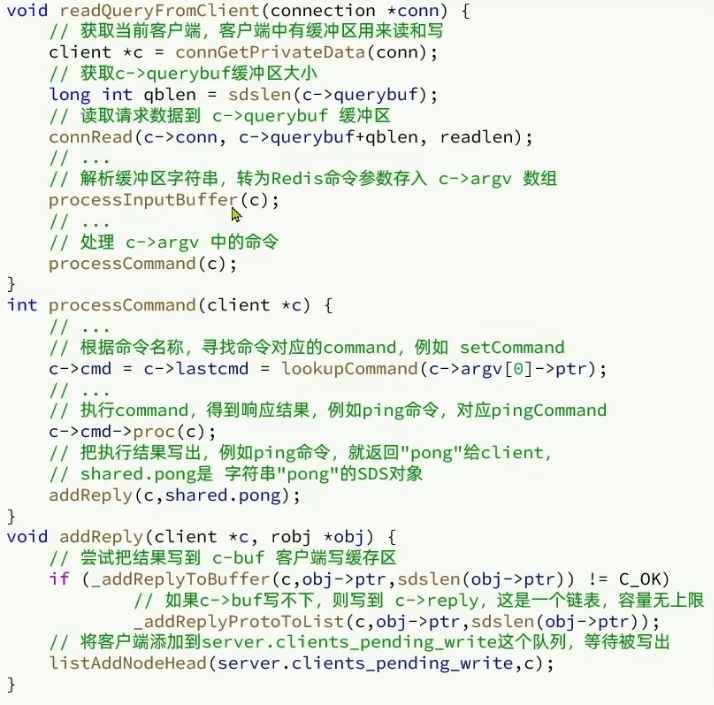 void readQueryFromClient(connection *conn) {
    // 获取当前客户端，客户端中有缓冲区用来读和写
    client *c = connGetPrivateData(conn);
    // 获取c->querybuf缓冲区大小
    long int qblen = sdslen(c->querybuf);
    // 读取请求数据到 c->querybuf 缓冲区
    connRead(c->conn, c->querybuf+qblen, readlen);
    // ...
    // 解析缓冲区字符串，转为Redis命令参数存入 c->argv 数组
    processInputBuffer(c);
    // ...
    // 处理 c->argv 中的命令
    processCommand(c);
}
int processCommand(client *c) {
    // ...
    // 根据命令名称，寻找命令对应的command，例如 setCommand
    c->cmd = c->lastcmd = lookupCommand(c->argv[0]->ptr);
    // ...
    // 执行command，得到响应结果，例如ping命令，对应pingCommand
    c->cmd->proc(c);
    // 把执行结果写出，例如ping命令，就返回"pong"给client，
    // shared.pong是 字符串"pong"的SDS对象
    addReply(c,shared.pong);
}
void addReply(client *c, robj *obj) {
    // 尝试把结果写到 c-buf 客户端写缓存区
    if (_addReplyToBuffer(c,obj->ptr,sdslen(obj->ptr)) != C_OK)
            // 如果c->buf写不下，则写到 c->reply，这是一个链表，容量无上限
            _addReplyProtoToList(c,obj->ptr,sdslen(obj->ptr));
    // 将客户端添加到server.clients_pending_write这个队列，等待被写出
    listAddNodeHead(server.clients_pending_write,c);
}